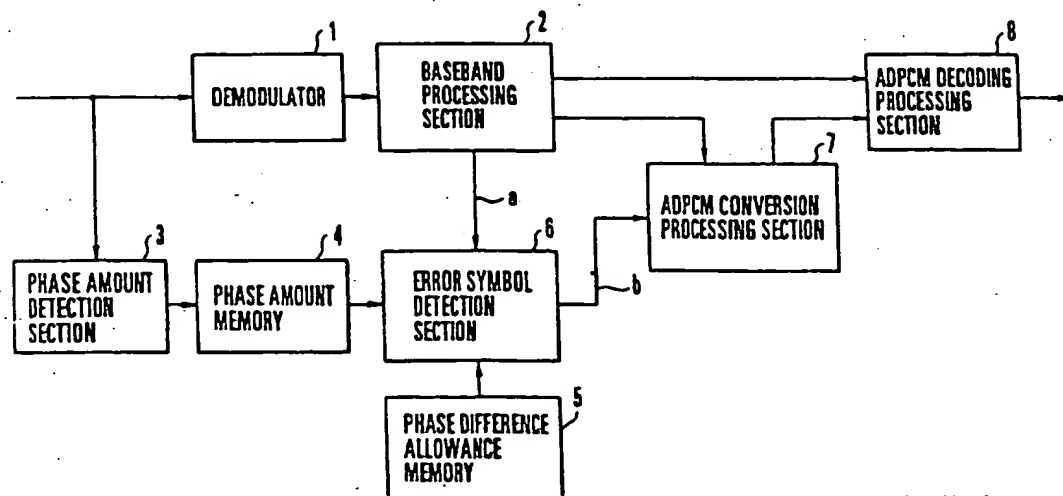 1
DEMODULATOR
2
BASEBAND
PROCESSING
SECTION
8
ADPCM DECODING
PROCESSING
SECTION
a
7
ADPCM CONVERSION
PROCESSING SECTION
3
PHASE AMOUNT
DETECTION
SECTION
4
PHASE AMOUNT
MEMORY
6
ERROR SYMBOL
DETECTION
SECTION
b
5
PHASE DIFFERENCE
ALLOWANCE
MEMORY